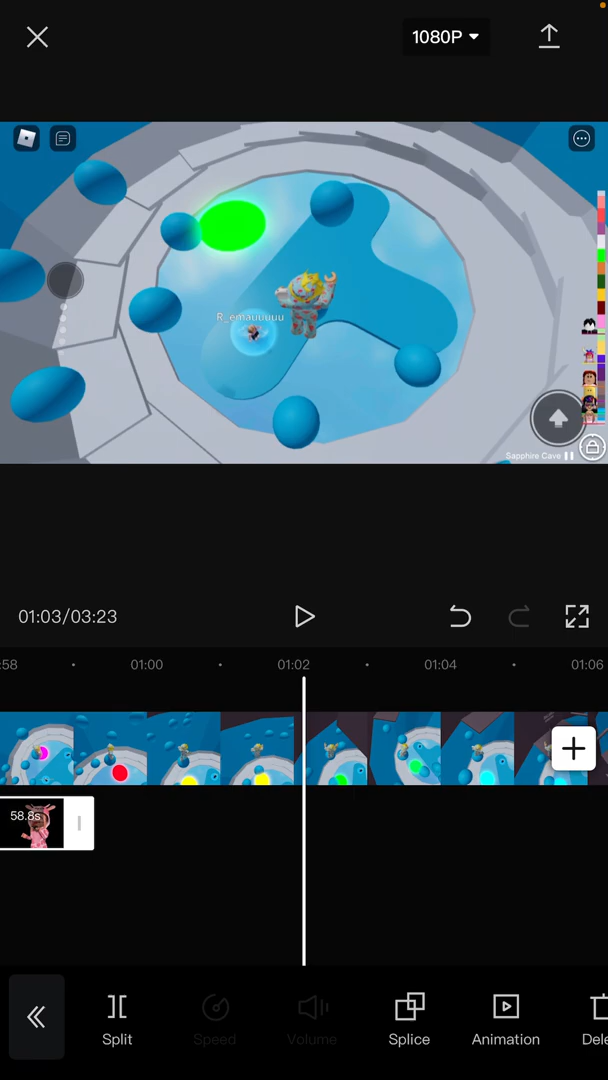 1080P
R_emauuuuu
Sapphire Cave
01:03/03:23
:58
01:00
01:02
01:04
01:06
58.8s
Split
Speed
Volume
Splice
Animation
Dele